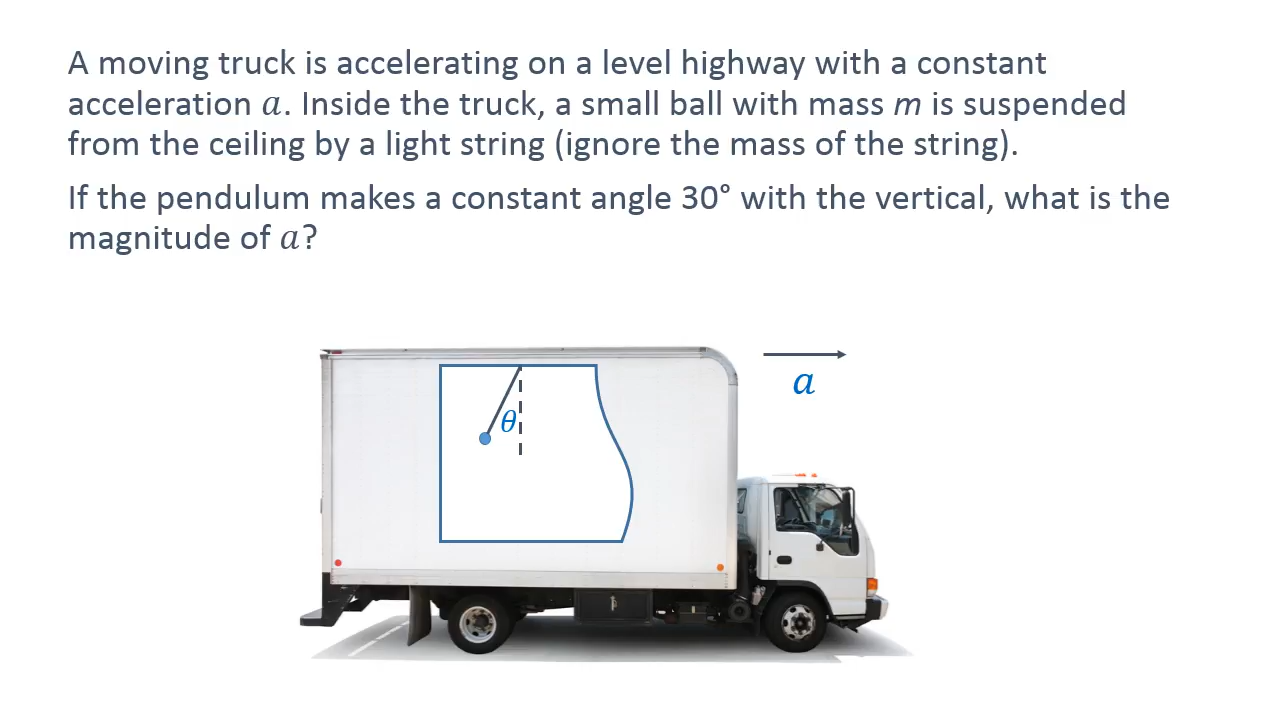 A moving truck is accelerating on a level highway with a constant
acceleration a. Inside the truck, a small ball with mass m is suspended
from the ceiling by a light string (ignore the mass of the string).
If the pendulum makes a constant angle 30° with the vertical, what is the
magnitude of a?
a
θ